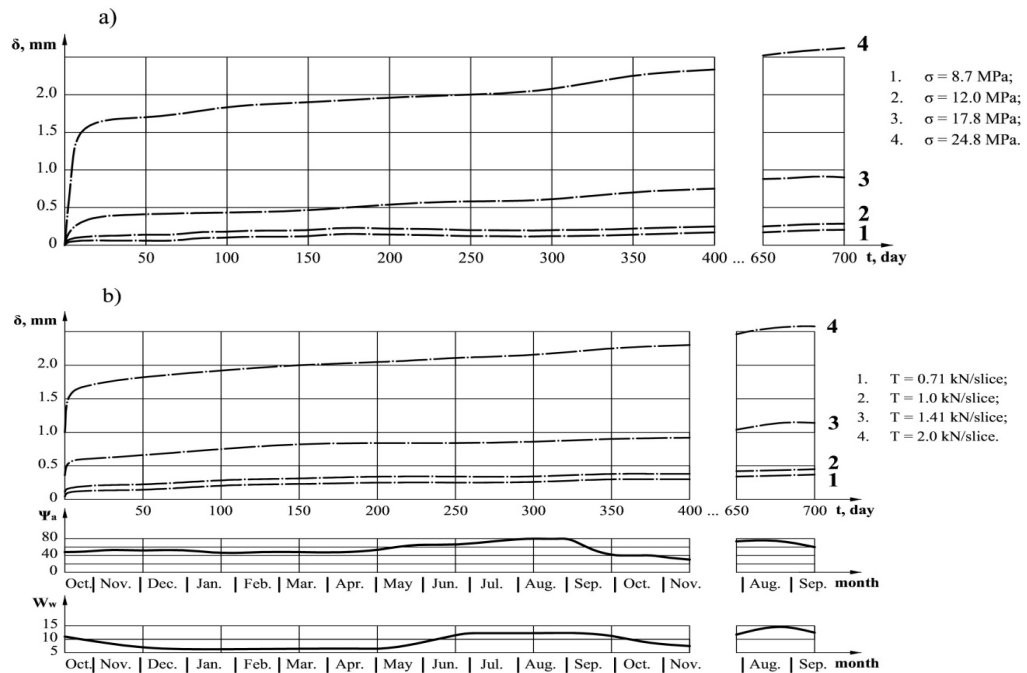 a)
δ, mm
2.0
1.5
1.0
0.5
0
50 100 150 200 250 300 350 400 ... 650 700
t, day
4
3
2
1
1. σ = 8.7 MPa;
2. σ = 12.0 MPa;
3. σ = 17.8 MPa;
4. σ = 24.8 MPa.
b)
δ, mm
2.0
1.5
1.0
0.5
0
50 100 150 200 250 300 350 400 ... 650 700
t, day
4
3
2
1
1. T = 0.71 kN/slice;
2. T = 1.0 kN/slice;
3. T = 1.41 kN/slice;
4. T = 2.0 kN/slice.
Ψa
80
40
0
Oct. Nov. Dec. Jan. Feb. Mar. Apr. May Jun. Jul. Aug. Sep. Oct. Nov. Aug. Sep. month
Ww
15
10
5
Oct. Nov. Dec. Jan. Feb. Mar. Apr. May Jun. Jul. Aug. Sep. Oct. Nov. Aug. Sep. month